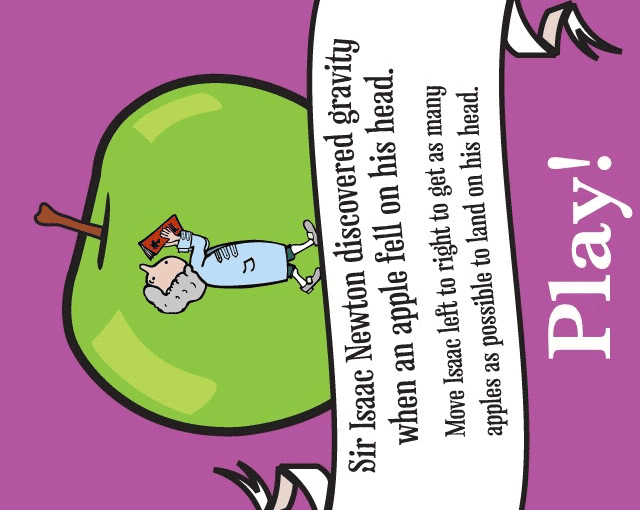 Sir Isaac Newton discovered gravity
when an apple fell on his head.
Move Isaac left to right to get as many
apples as possible to land on his head.
Play!